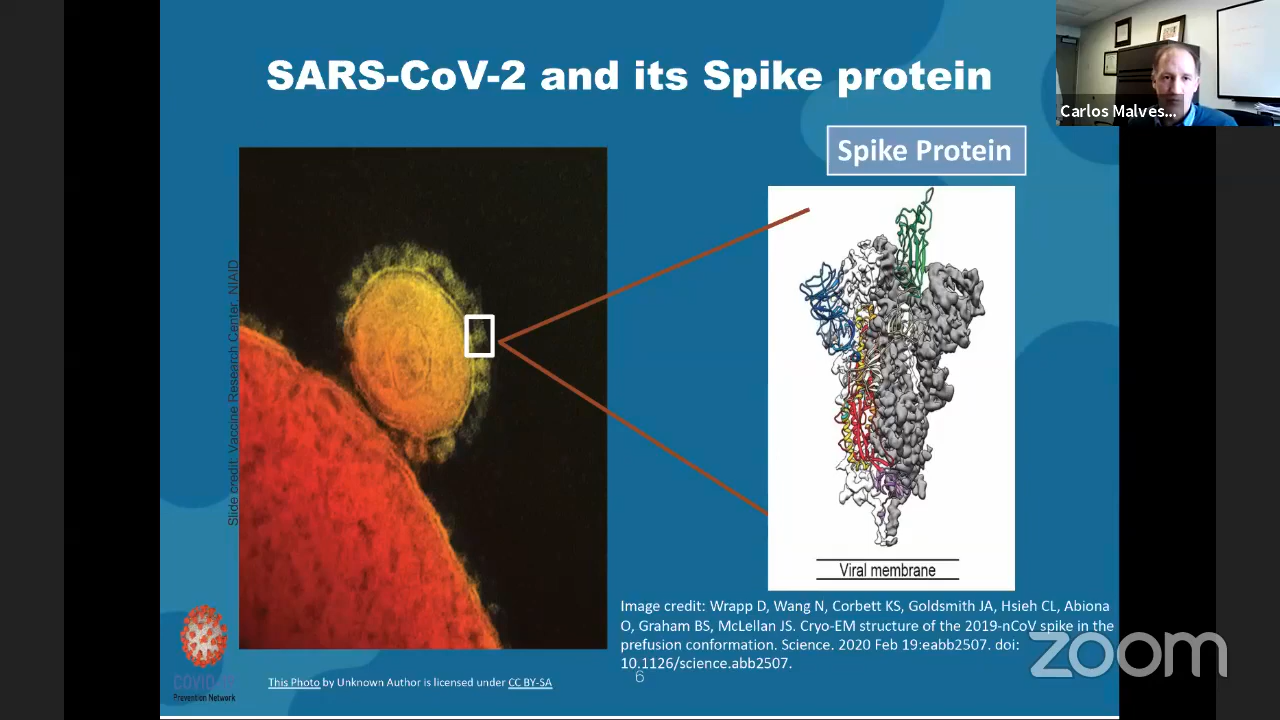 SARS-CoV-2 and its Spike protein
Carlos Malves...
Spike Protein
Slide credit: Vaccine Research Center, NIAID
Viral membrane
Image credit: Wrapp D, Wang N, Corbett KS, Goldsmith JA, Hsieh CL, Abiona
O, Graham BS, McLellan JS. Cryo-EM structure of the 2019-nCoV spike in the
prefusion conformation. Science. 2020 Feb 19:eabb2507. doi:
10.1126/science.abb2507.
6
This Photo by Unknown Author is licensed under CC BY-SA
Prevention Network
zoom